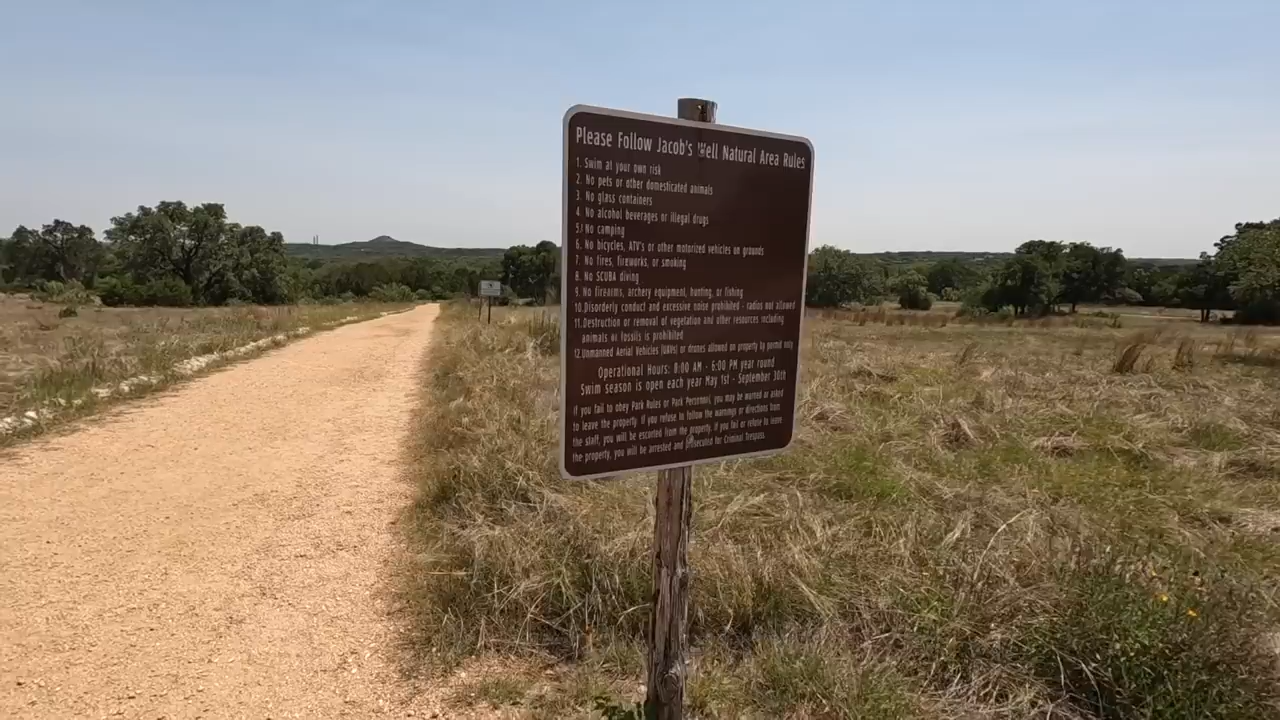 Please Follow Jacob's Well Natural Area Rules
1. Swim at your own risk
2. No pets or other domesticated animals
3. No glass containers
4. No alcohol beverages or illegal drugs
5. No camping
6. No bicycles, ATV's or other motorized vehicles on grounds
7. No fires, fireworks, or smoking
8. No SCUBA diving
9. No firearms, archery equipment, hunting, or fishing
10. Disorderly conduct and excessive noise prohibited - radios not allowed
11. Destruction or removal of vegetation and other resources including
animals or fossils is prohibited
12. Unmanned Aerial Vehicles (UAVs) or drones allowed on property by permit only
Operational Hours: 8:00 AM - 6:00 PM year round
Swim season is open each year May 1st - September 30th
If you fail to obey Park Rules or Park Personnel, you may be warned or asked
to leave the property. If you refuse to follow the warnings or directions from
the staff, you will be escorted from the property. If you fail or refuse to leave
the property, you will be arrested and prosecuted for Criminal Trespass.